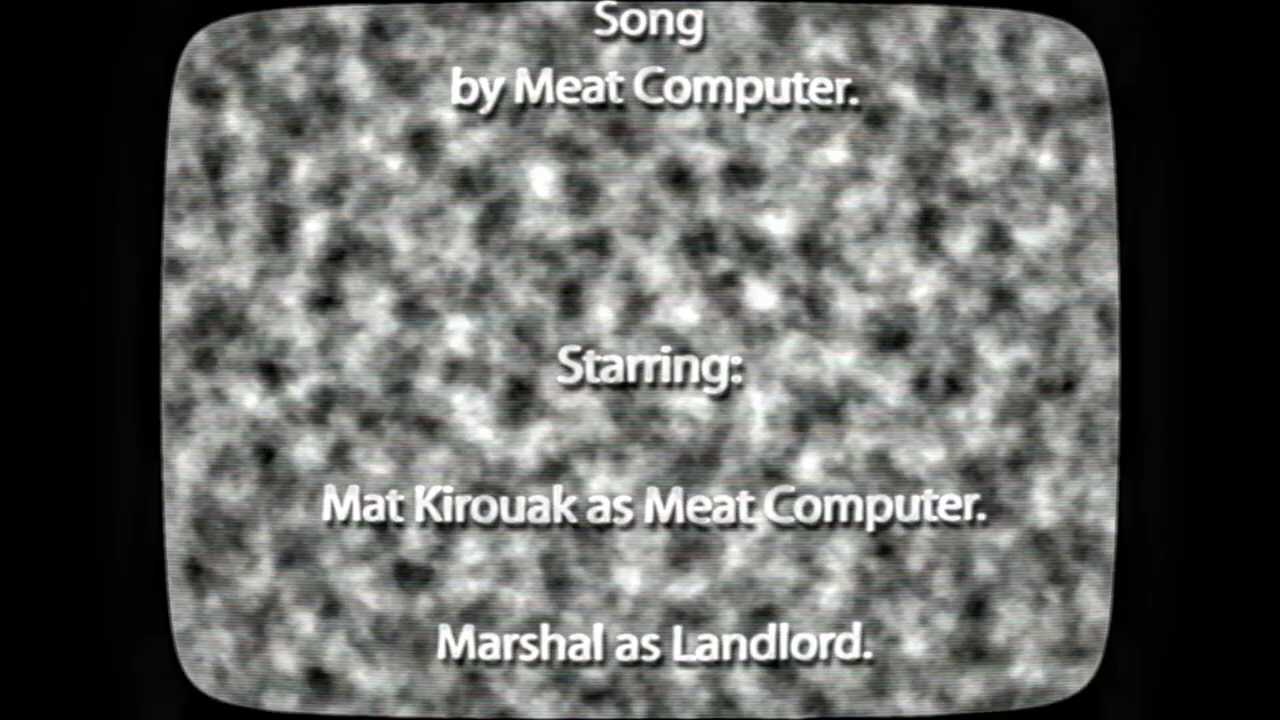 Song
by Meat Computer.
Starring:
Mat Kirouak as Meat Computer.
Marshal as Landlord.